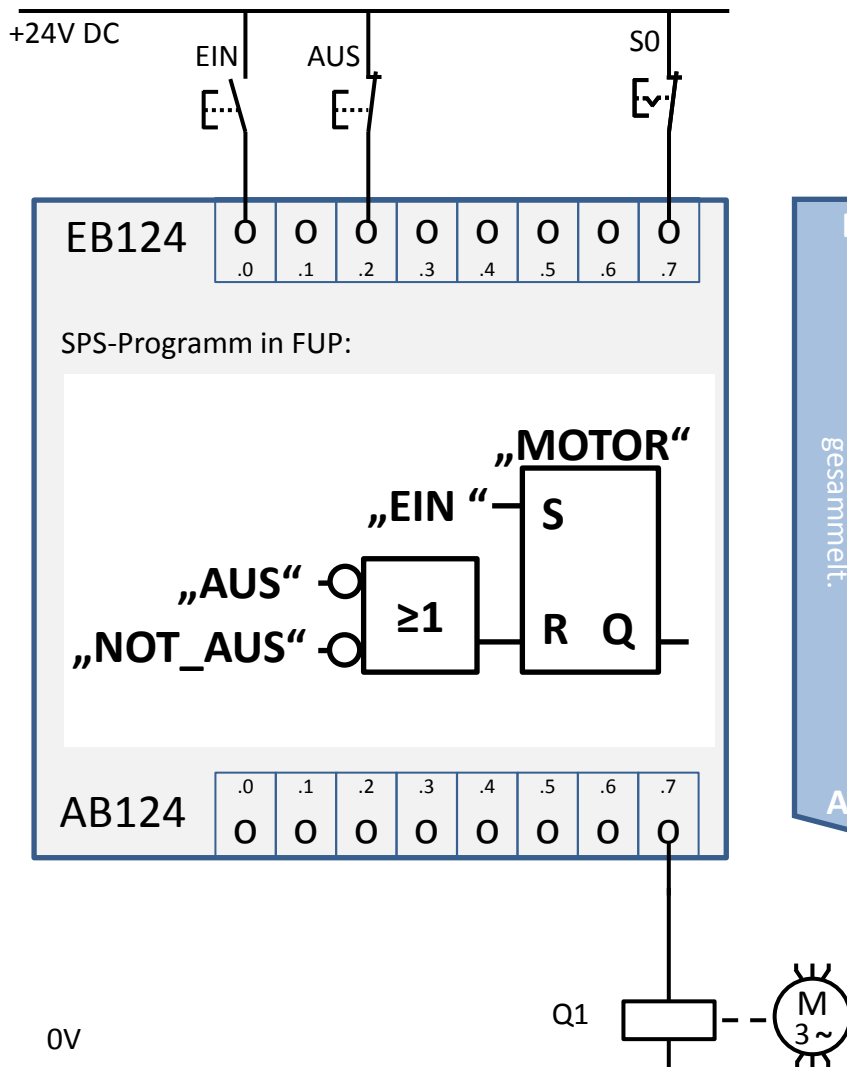 +24V DC
EIN
AUS
S0
EB124
O O O O O O O O
.0 .1 .2 .3 .4 .5 .6 .7
SPS-Programm in FUP:
„MOTOR“
„EIN “
S
„AUS“
≥1
R Q
„NOT_AUS“
gesammelt.
AB124
.0 .1 .2 .3 .4 .5 .6 .7
O O O O O O O O
A
Q1
M
3~
0V